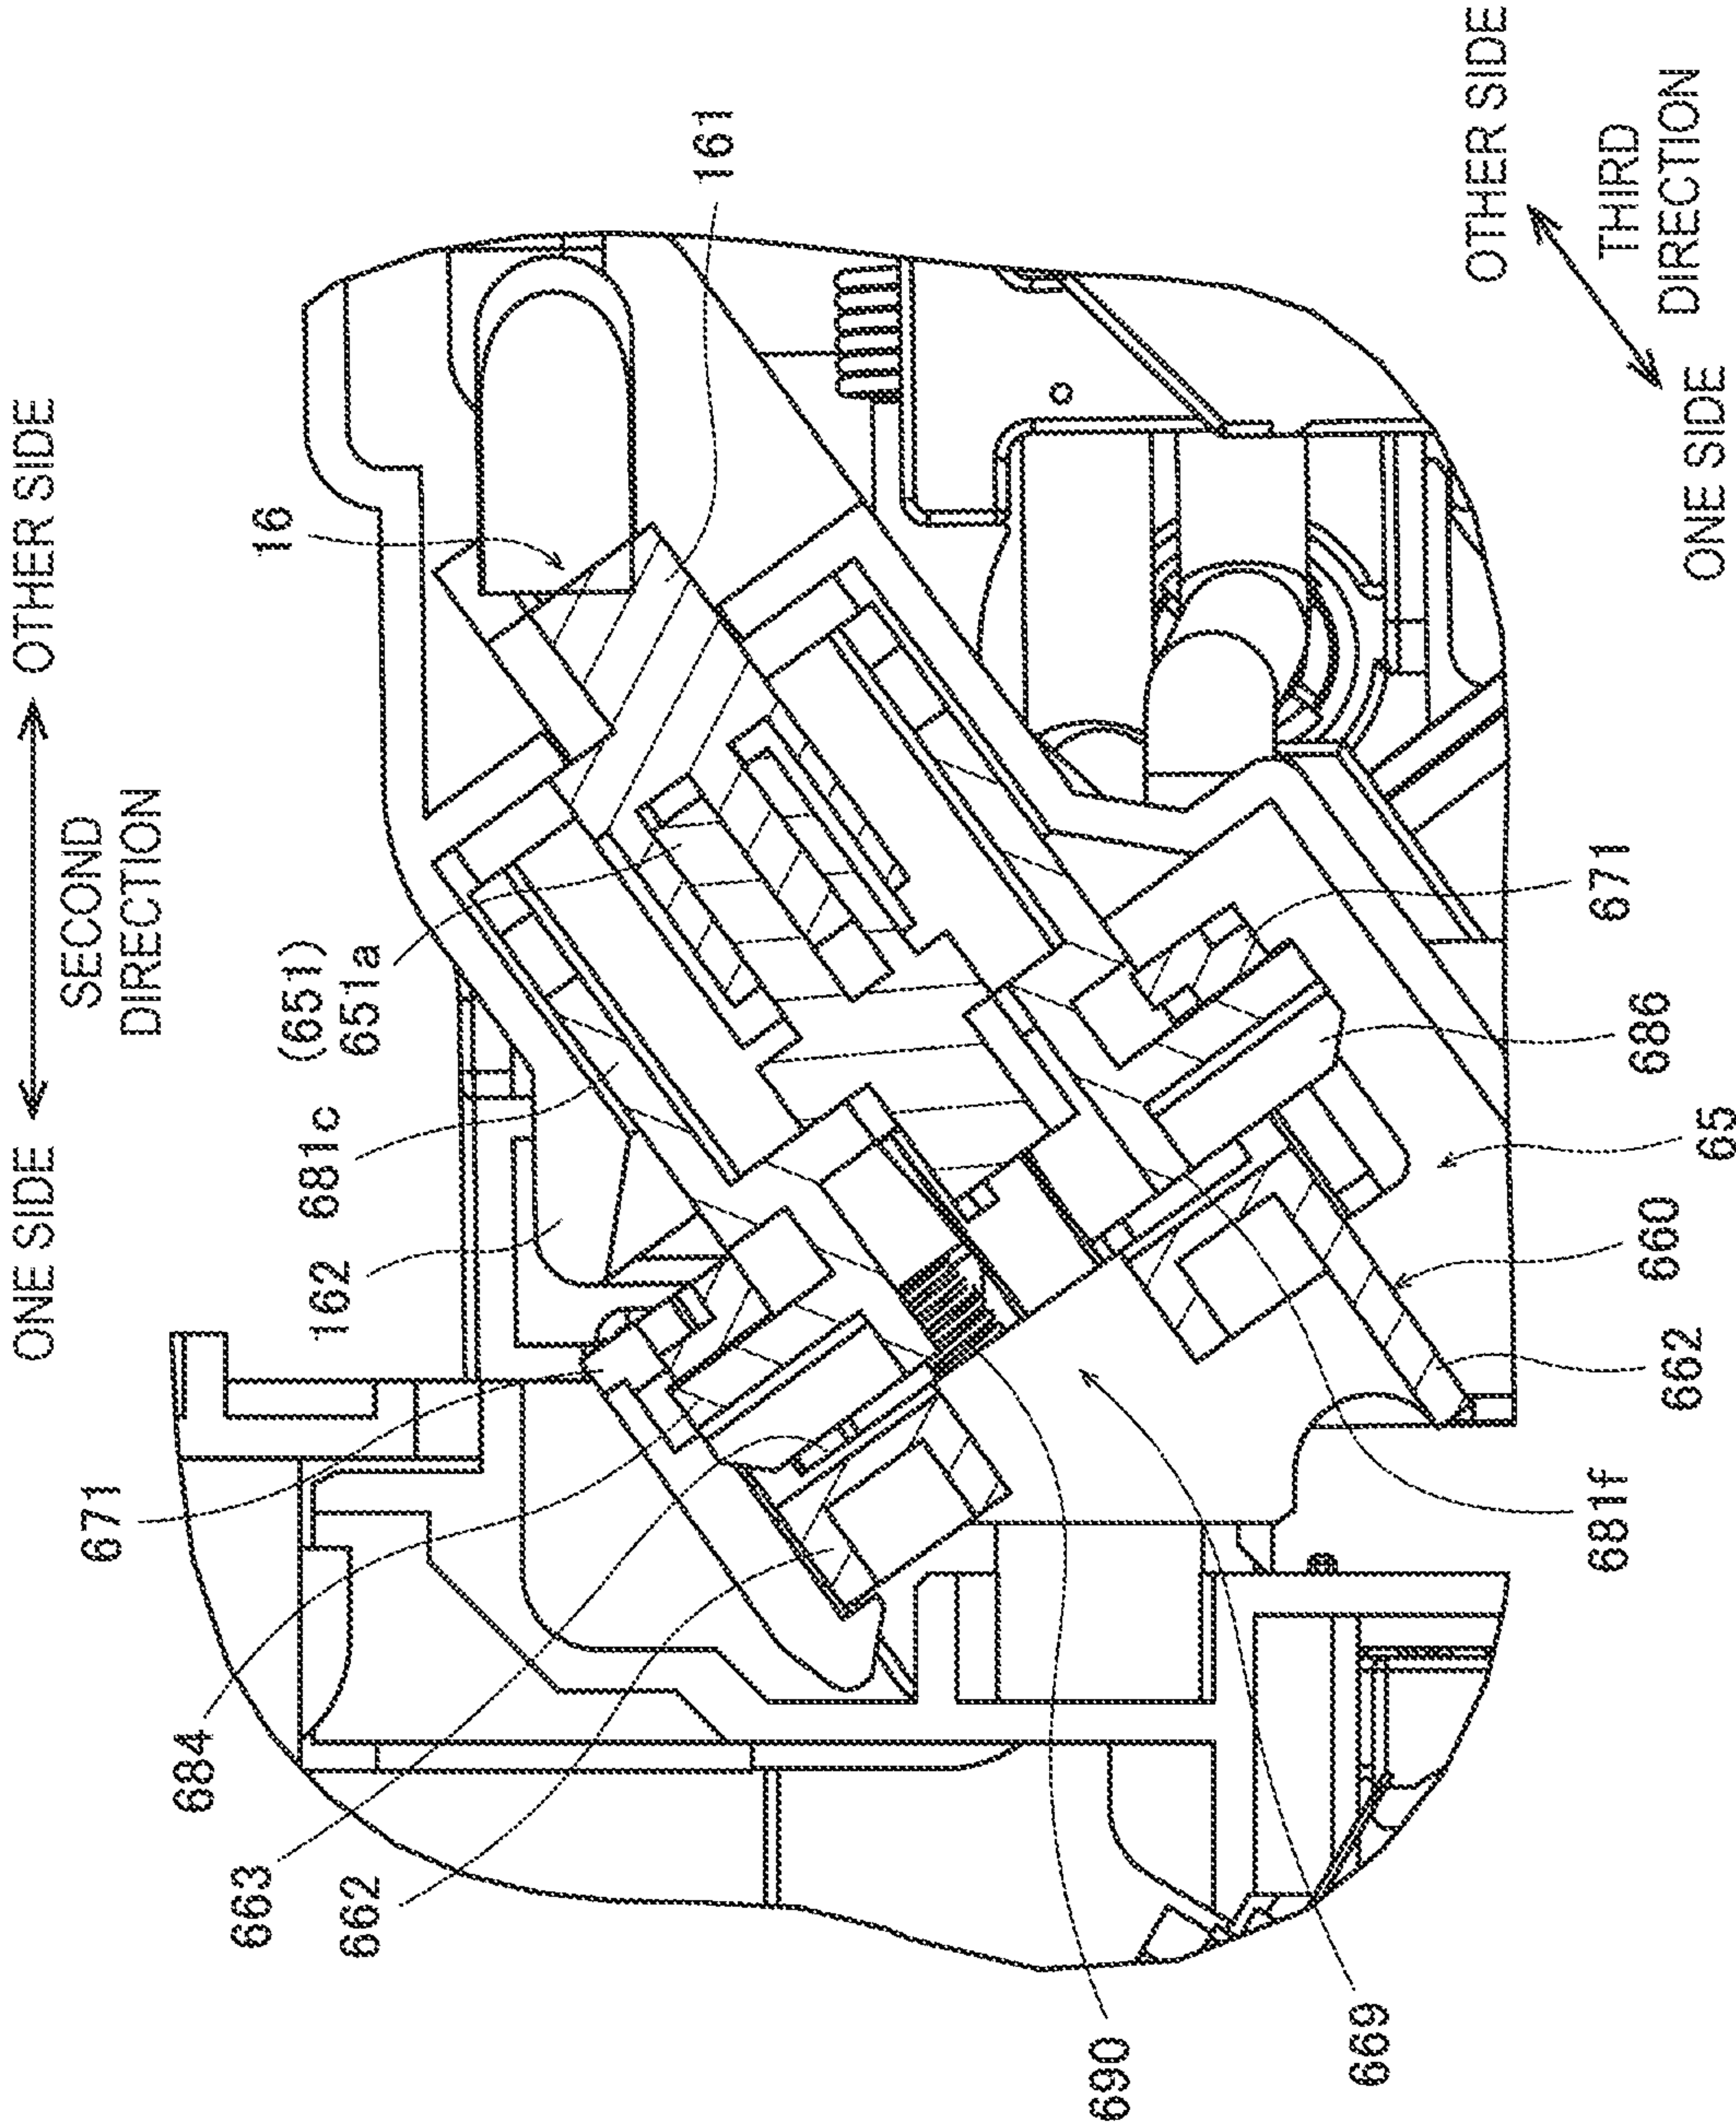 ONE SIDE
OTHER SIDE
SECOND
DIRECTION
16
161
(651)
651a
681c
162
671
684
663
662
690
669
681f
662
660
65
686
671
OTHER SIDE
THIRD
DIRECTION
ONE SIDE